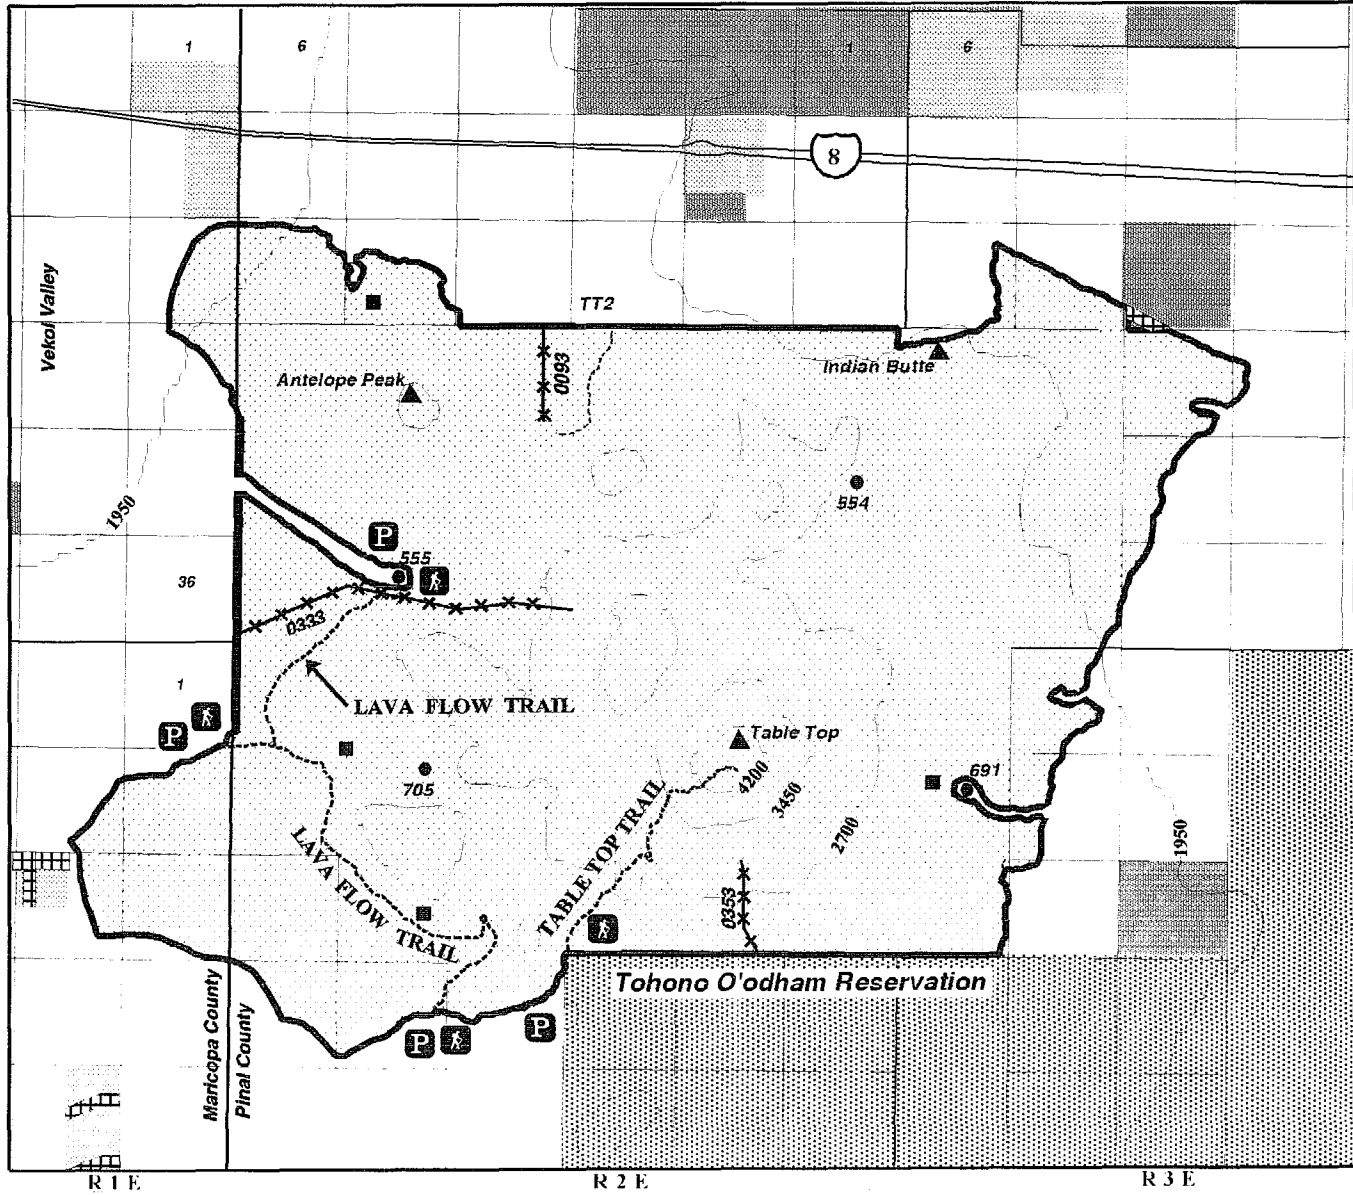 1
6
1
6
8
Vekol Valley
TT2
Antelope Peak
0093
Indian Butte
554
1950
P
555
36
0333
1
LAVA FLOW TRAIL
P
Table Top
705
4200
3450
2700
691
1950
LAVA FLOW TRAIL
TABLE TOP TRAIL
0353
Tohono O'odham Reservation
Maricopa County
Pinal County
P
P
R 1 E
R 2 E
R 3 E